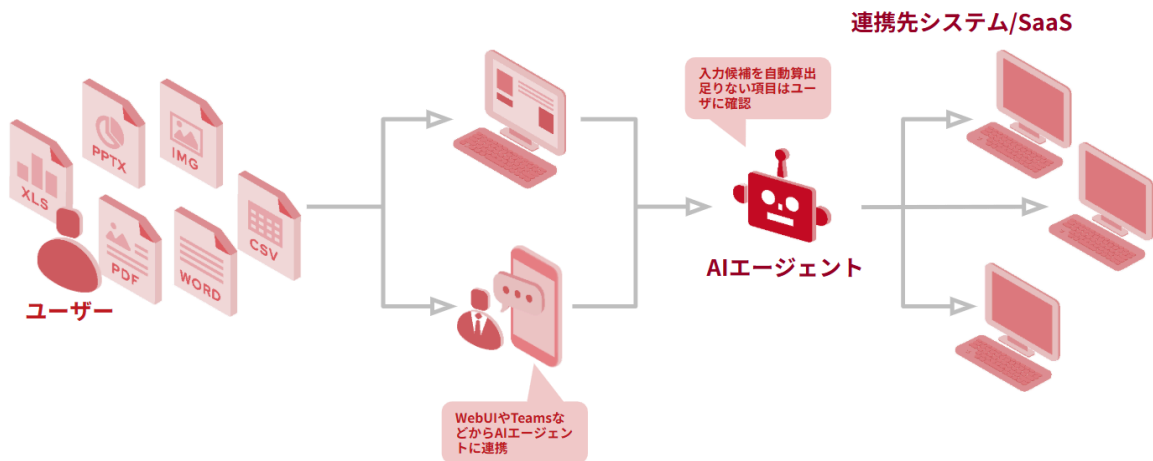 連携先システム/SaaS
入力候補を自動算出
足りない項目はユー
ザに確認
PPTX
IMG
XLS
CSV
PDF
WORD
ユーザー
AIエージェント
WebUIやTeamsな
どからAIエージェン
トに連携